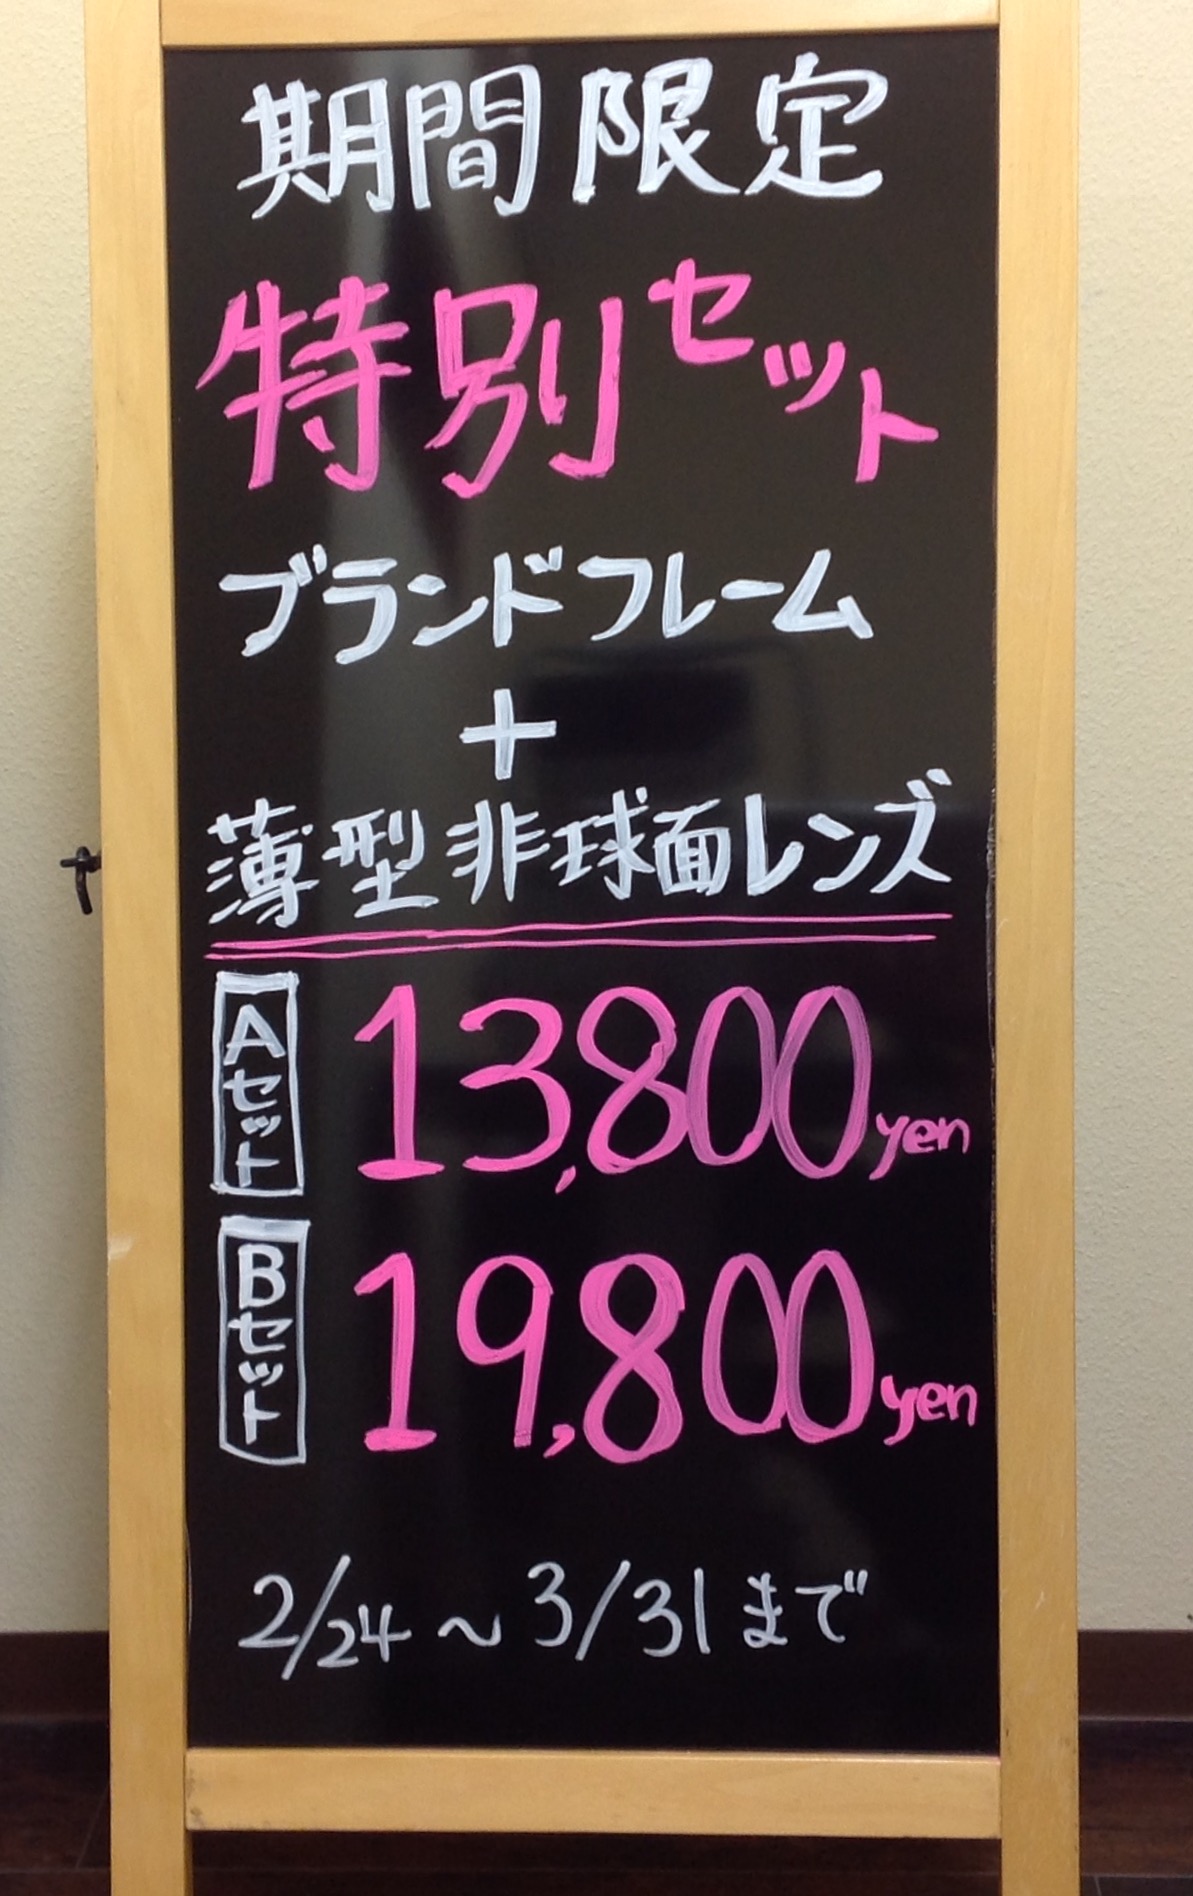 期間限定
特別セット
ブランドフレーム
+
薄型非球面レンズ
Aセット 13,800yen
Bセット 19,800yen
2/24～3/31まで